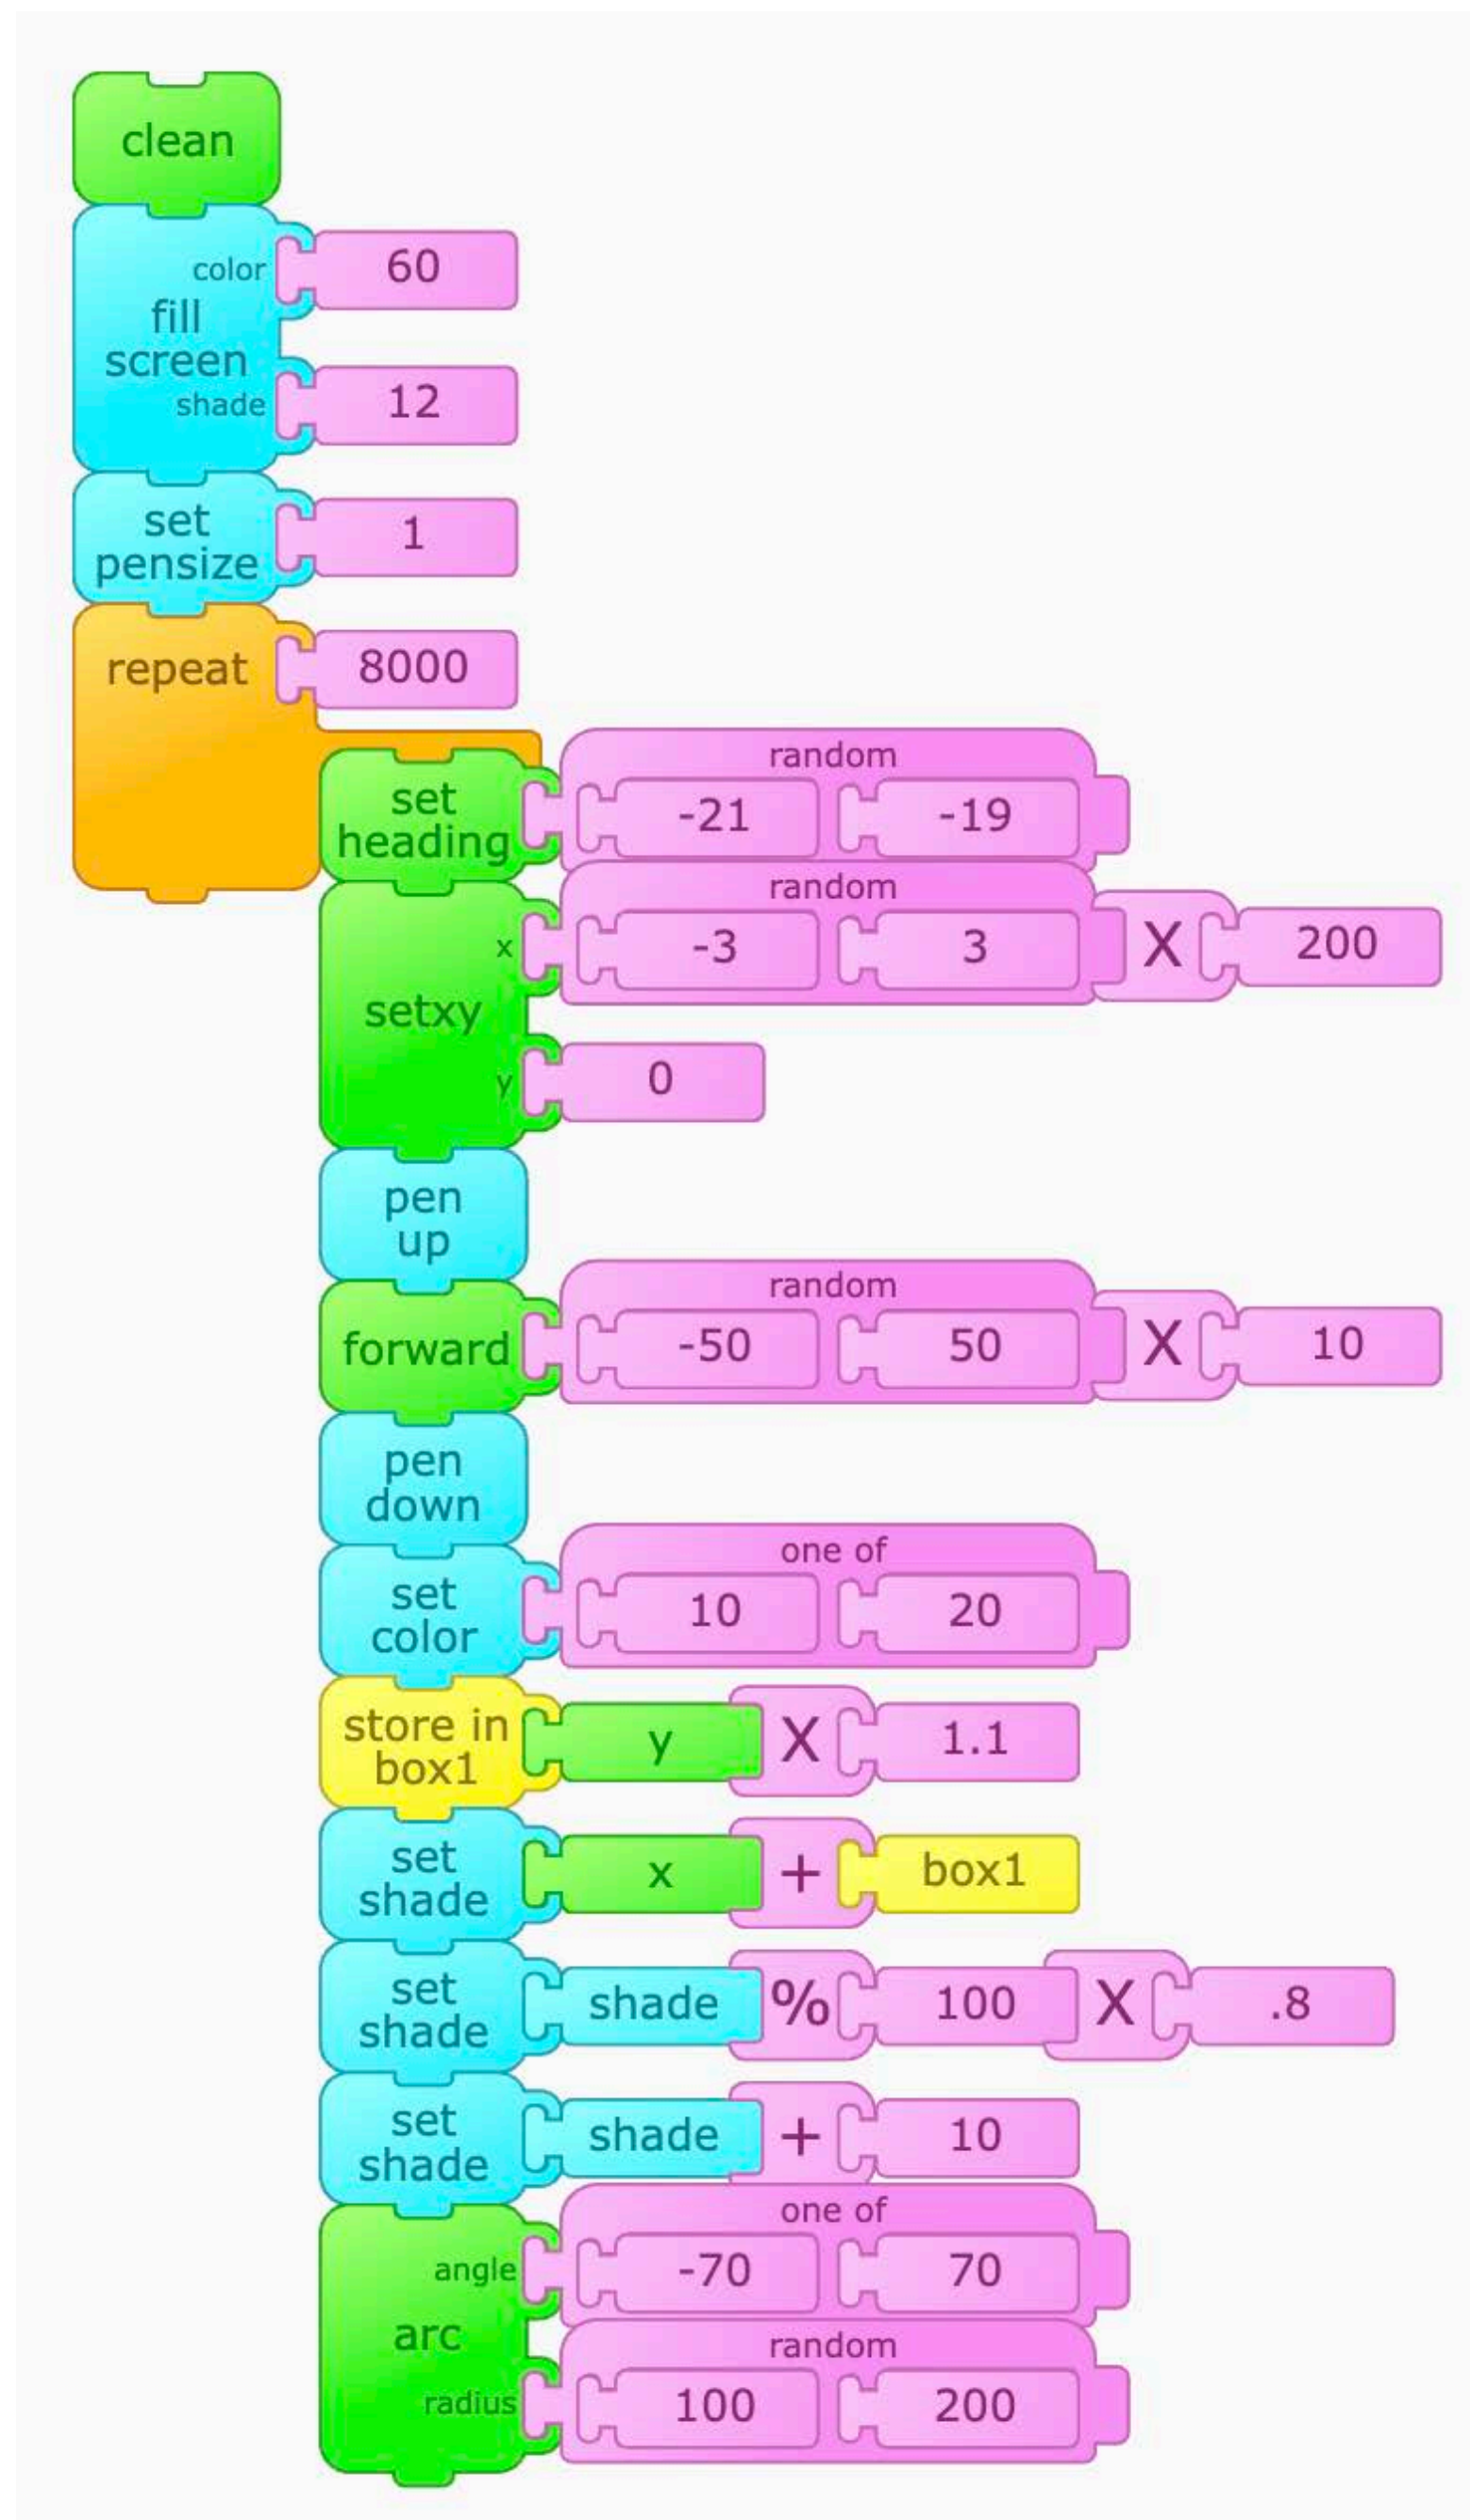 clean
color 60
fill
screen
shade 12
set
pensize 1
repeat 8000
random
set
heading -21 -19
random
x -3 3 X 200
setxy
y 0
pen
up
random
forward -50 50 X 10
pen
down
one of
set
color 10 20
store in
box1 y X 1.1
set
shade x + box1
set
shade shade % 100 X .8
set
shade shade + 10
one of
angle -70 70
arc
random
radius 100 200